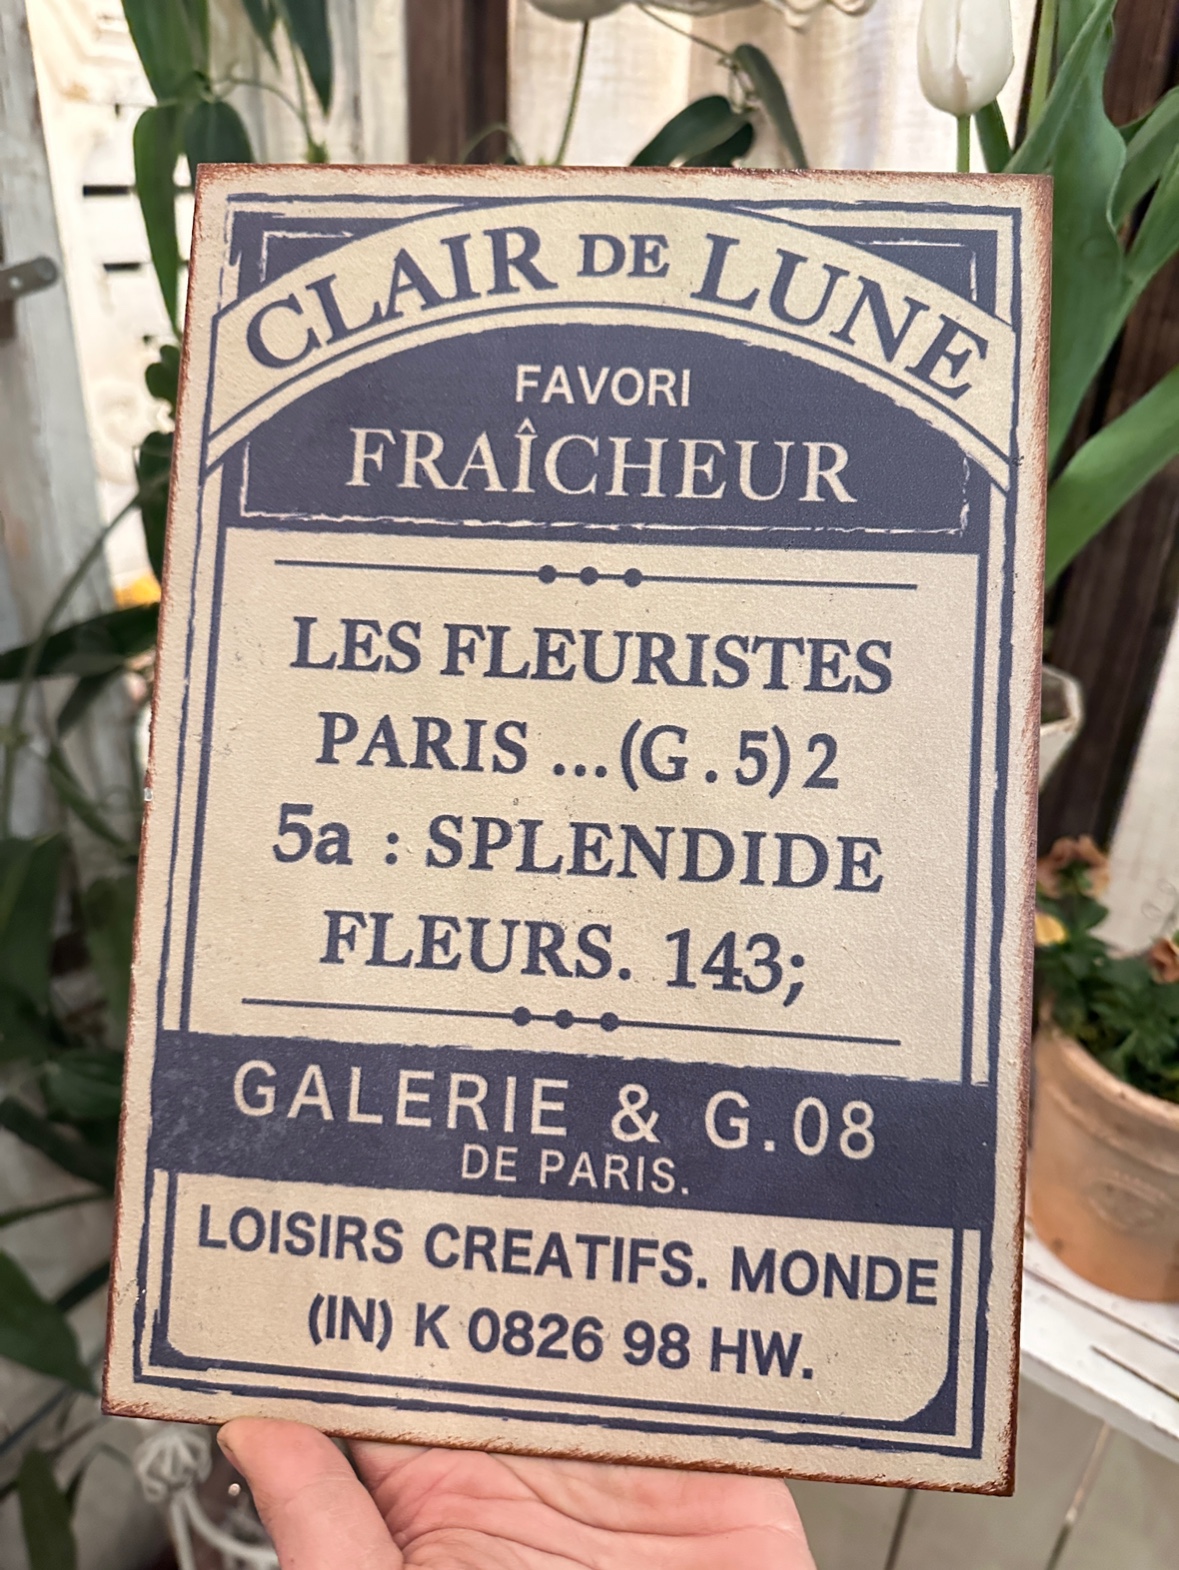 CLAIR DE LUNE
FAVORI
FRAÎCHEUR
LES FLEURISTES
PARIS ...(G.5)2
5a : SPLENDIDE
FLEURS. 143;
GALERIE & G.08
DE PARIS.
LOISIRS CREATIFS. MONDE
(IN) K 0826 98 HW.